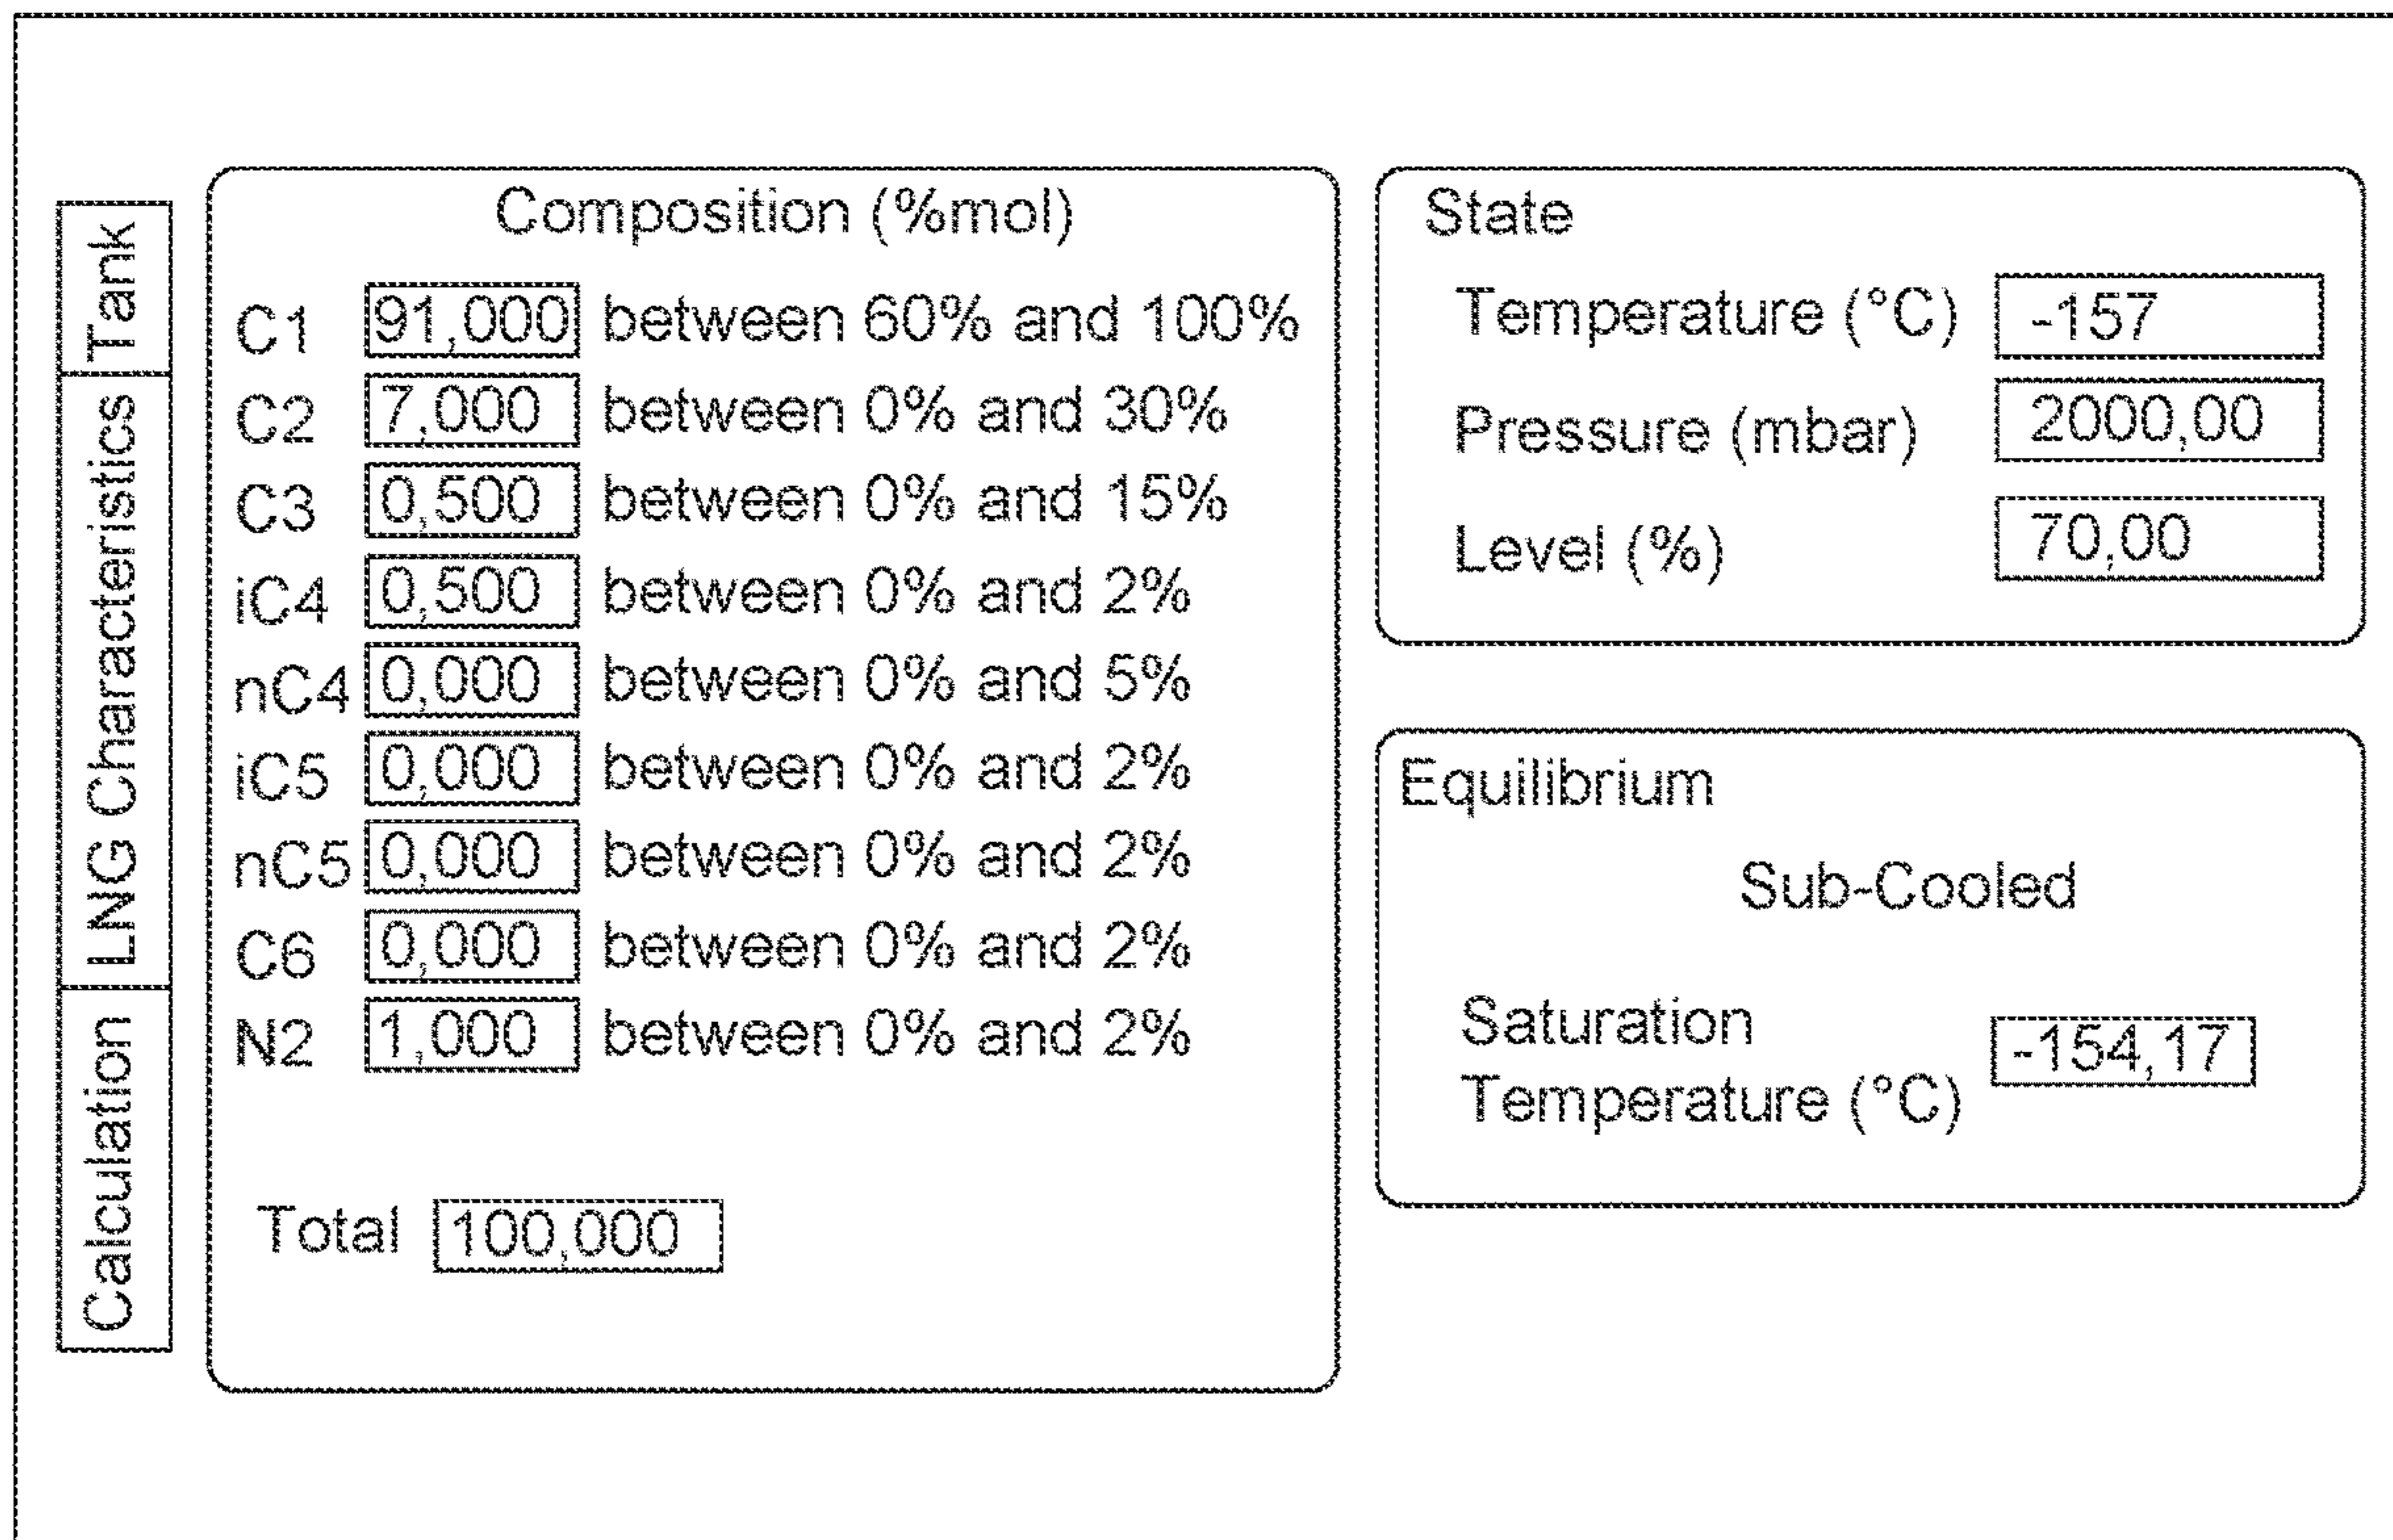 Tank
LNG Characteristics
Calculation
Composition (%mol)
C1 91,000 between 60% and 100%
C2 7,000 between 0% and 30%
C3 0,500 between 0% and 15%
iC4 0,500 between 0% and 2%
nC4 0,000 between 0% and 5%
iC5 0,000 between 0% and 2%
nC5 0,000 between 0% and 2%
C6 0,000 between 0% and 2%
N2 1,000 between 0% and 2%
Total 100,000
State
Temperature (°C) -157
Pressure (mbar) 2000,00
Level (%) 70,00
Equilibrium
Sub-Cooled
Saturation
Temperature (°C) -154,17